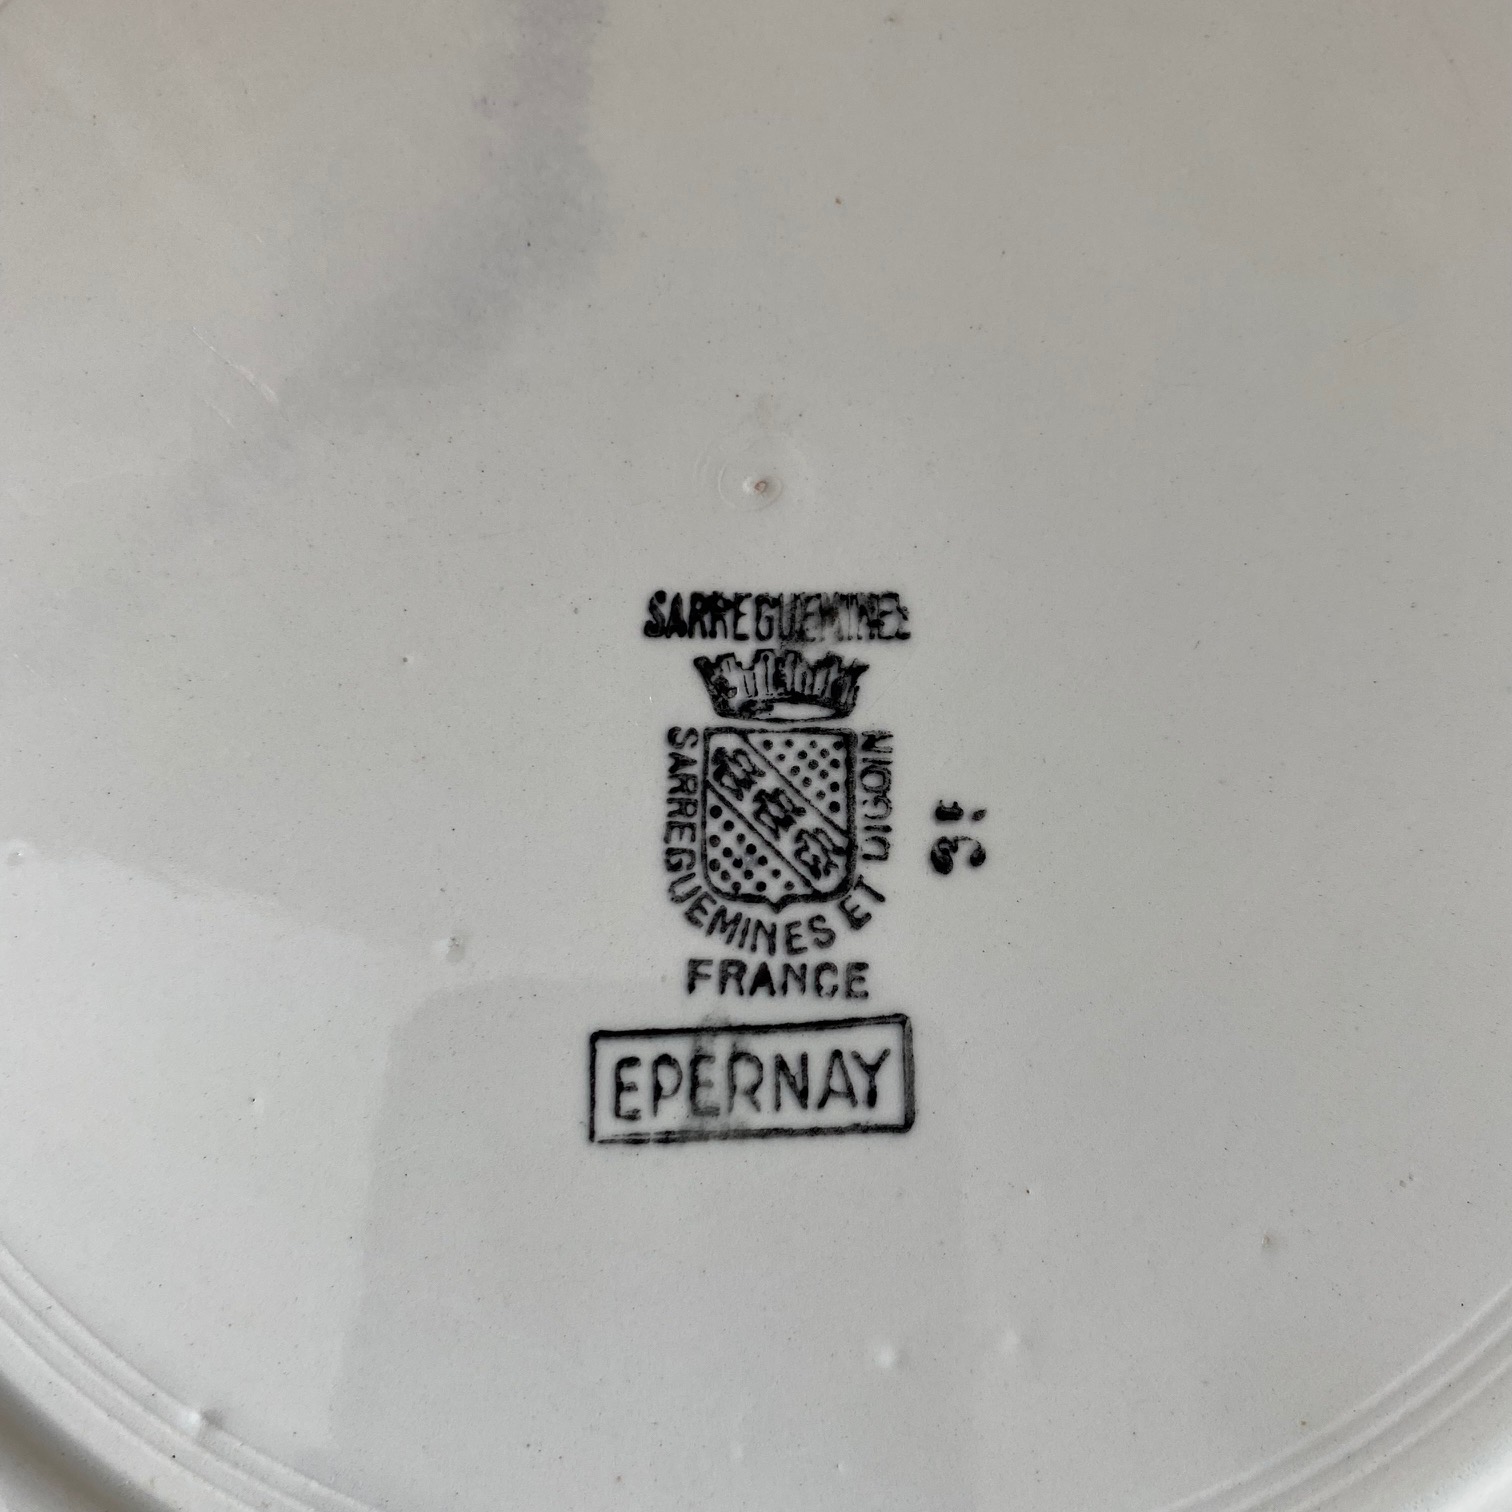 SARREGUEMINES
SARREGUEMINES ET DIGOIN
FRANCE
EPERNAY